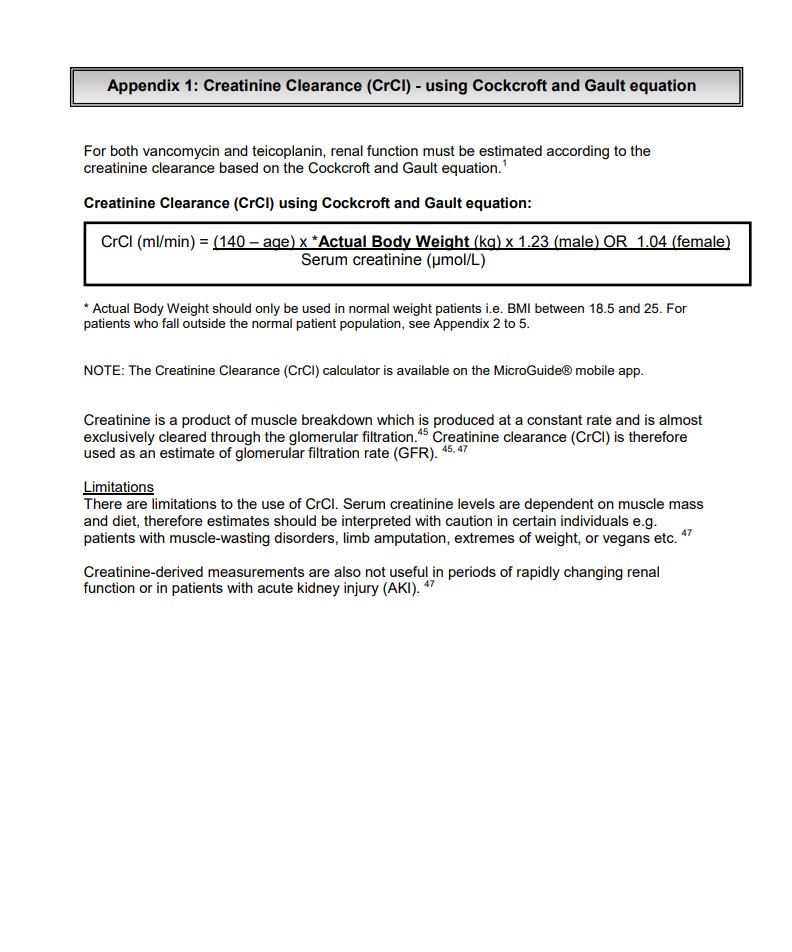 Appendix 1: Creatinine Clearance (CrCl) - using Cockcroft and Gault equation
For both vancomycin and teicoplanin, renal function must be estimated according to the
creatinine clearance based on the Cockcroft and Gault equation.1
Creatinine Clearance (CrCl) using Cockcroft and Gault equation:
CrCl (ml/min) = (140 – age) x *Actual Body Weight (kg) x 1.23 (male) OR 1.04 (female)
Serum creatinine (µmol/L)
* Actual Body Weight should only be used in normal weight patients i.e. BMI between 18.5 and 25. For
patients who fall outside the normal patient population, see Appendix 2 to 5.
NOTE: The Creatinine Clearance (CrCl) calculator is available on the MicroGuide® mobile app.
Creatinine is a product of muscle breakdown which is produced at a constant rate and is almost
exclusively cleared through the glomerular filtration.45 Creatinine clearance (CrCl) is therefore
used as an estimate of glomerular filtration rate (GFR). 45, 47
Limitations
There are limitations to the use of CrCl. Serum creatinine levels are dependent on muscle mass
and diet, therefore estimates should be interpreted with caution in certain individuals e.g.
patients with muscle-wasting disorders, limb amputation, extremes of weight, or vegans etc. 47
Creatinine-derived measurements are also not useful in periods of rapidly changing renal
function or in patients with acute kidney injury (AKI). 47